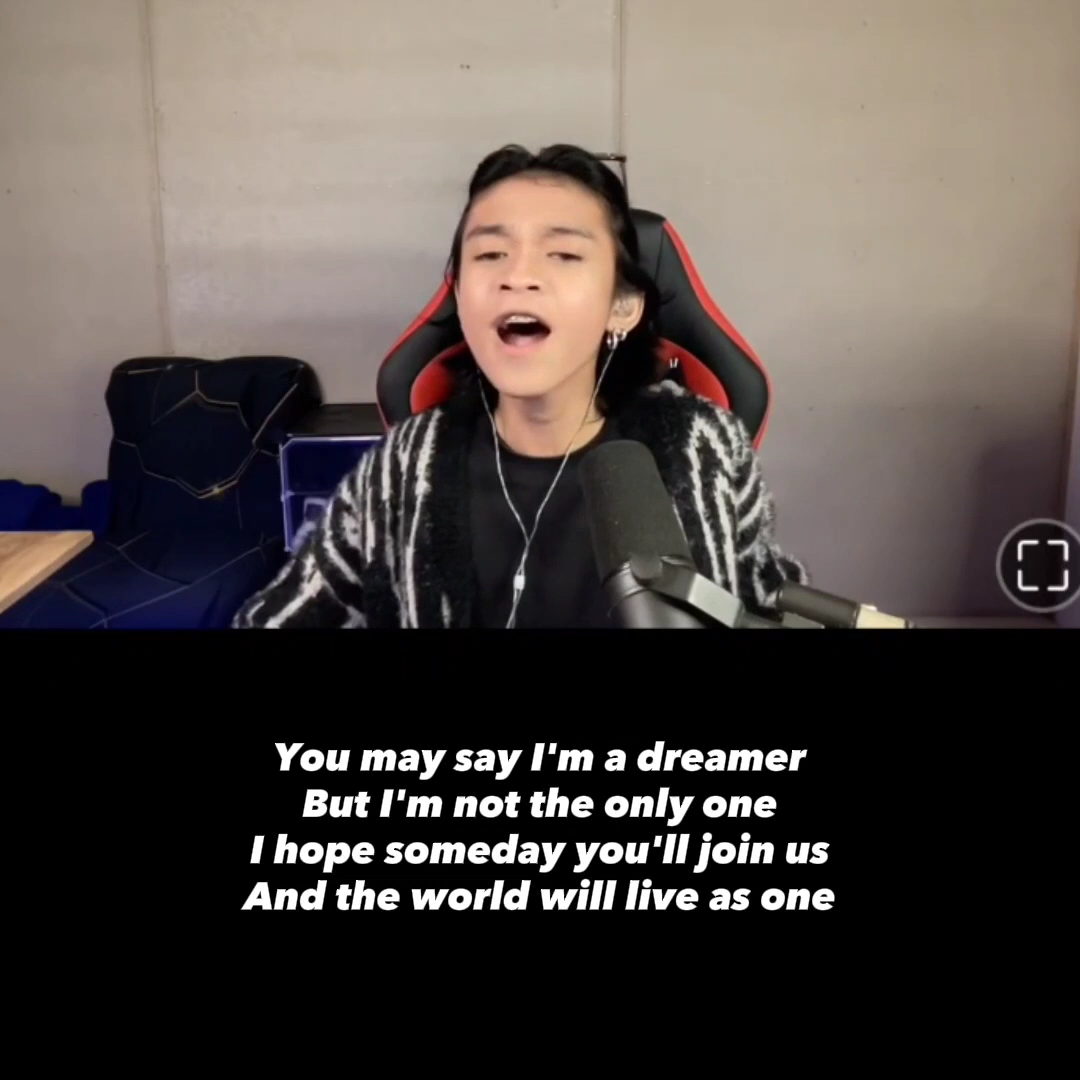 You may say I'm a dreamer
But I'm not the only one
I hope someday you'll join us
And the world will live as one